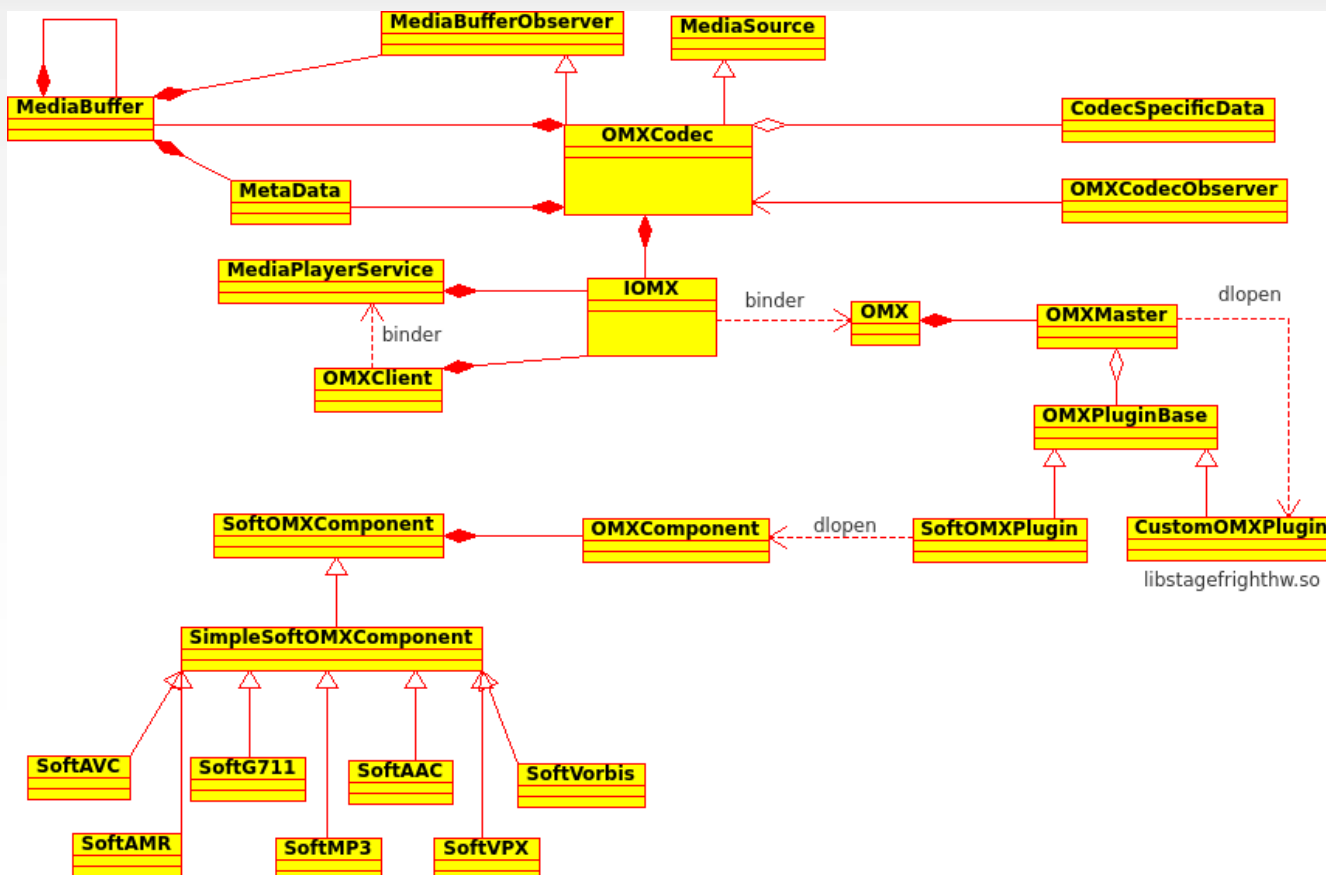 MediaBufferObserver
MediaSource
MediaBuffer
CodecSpecificData
OMXCodec
MetaData
OMXCodecObserver
MediaPlayerService
IOMX
binder
dlopen
OMX
OMXMaster
binder
OMXClient
OMXPluginBase
SoftOMXComponent
OMXComponent
dlopen
SoftOMXPlugin
CustomOMXPlugin
libstagefrighthw.so
SimpleSoftOMXComponent
SoftAVC
SoftG711
SoftAAC
SoftVorbis
SoftAMR
SoftMP3
SoftVPX